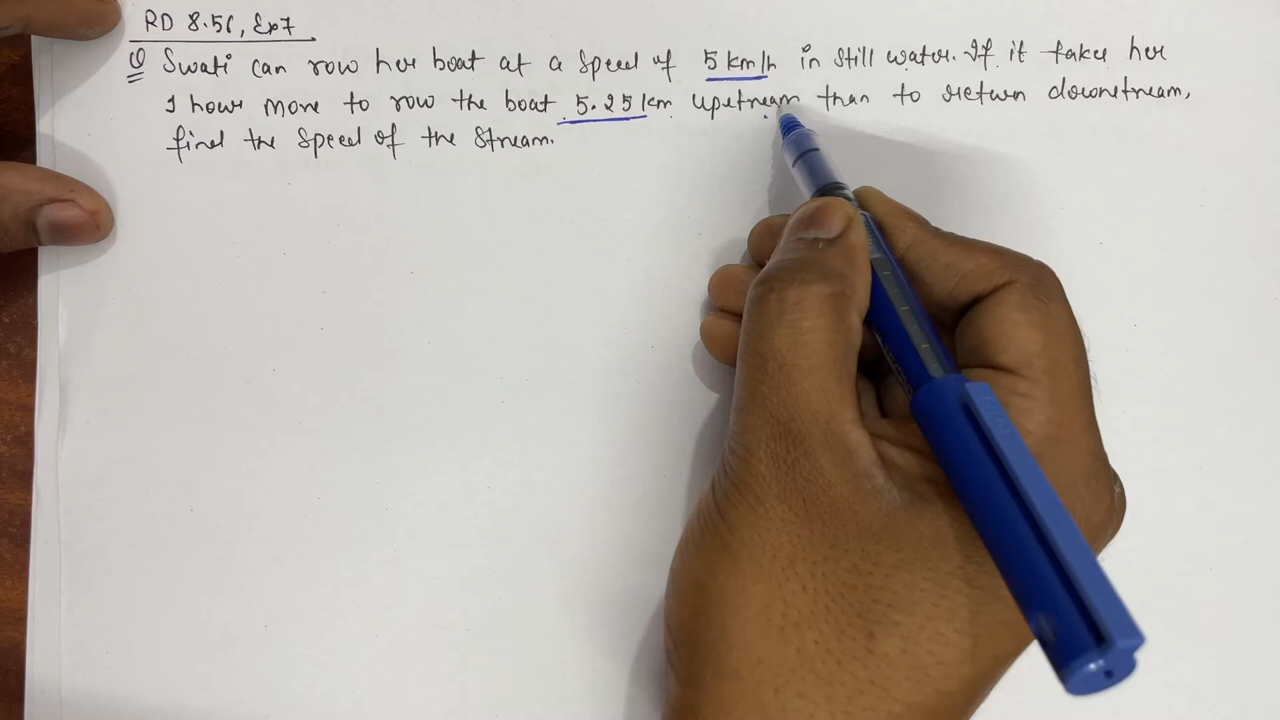 RD 8.56, Ex7
Q Swati can row her boat at a speed of 5 km/h in still water. If it takes her
1 hour more to row the boat 5.25 km upstream than to return downstream,
find the speed of the stream.